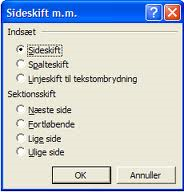 Sideskift m.m.
Indsæt
Sideskift
Spalteskift
Linjeskift til tekstombrydning
Sektionsskift
Næste side
Fortløbende
Lige side
Ulige side
OK
Annuller